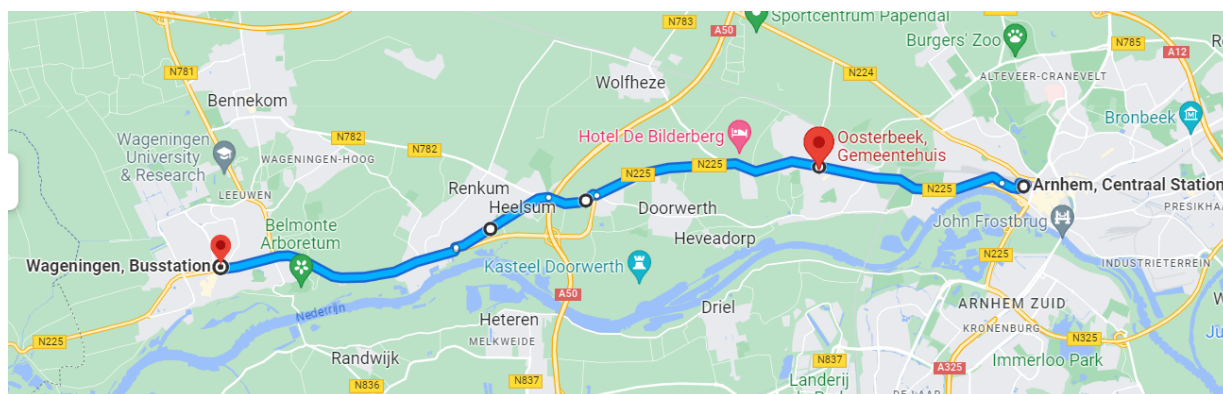 Sportcentrum Papendal
N783
A50
N781
Burgers' Zoo
N785
A12
N224
ALTEVEER-CRANEVELT
Wolfheze
Bennekom
Bronbeek
Wageningen
University
& Research
N782
WAGENINGEN-HOOG
N782
Hotel De Bilderberg
Oosterbeek,
Gemeentehuis
N225
N225
LEEUWEN
Renkum
Heelsum
N225
Arnhem, Centraal Station
PRESIKHAA
Doorwerth
Belmonte
Arboretum
John Frostbrug
Heveadorp
Wageningen, Busstation
Kasteel Doorwerth
N225
INDUSTRIETERREIN
A50
Nederrijn
Driel
ARNHEM ZUID
Heteren
MELKWEIDE
KRONENBURG
N325
N225
Randwijk
Immerloo Park
N837
N837
A325
N836
Landerij